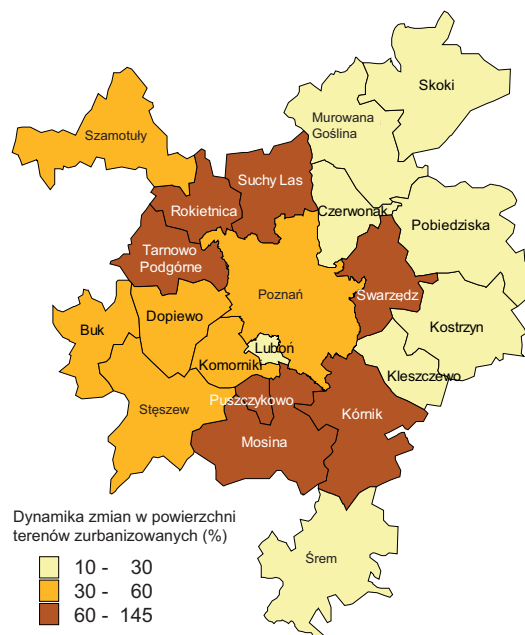 Skoki
Murowana
Goślina
Szamotuły
Suchy Las
Rokietnica
Czerwonak
Pobiedziska
Tarnowo
Podgórne
Swarzędz
Poznań
Buk
Dopiewo
Kostrzyn
Luboń
Komorniki
Kleszczewo
Puszczykowo
Stęszew
Kórnik
Mosina
Śrem
Dynamika zmian w powierzchni
terenów zurbanizowanych (%)
10 - 30
30 - 60
60 - 145